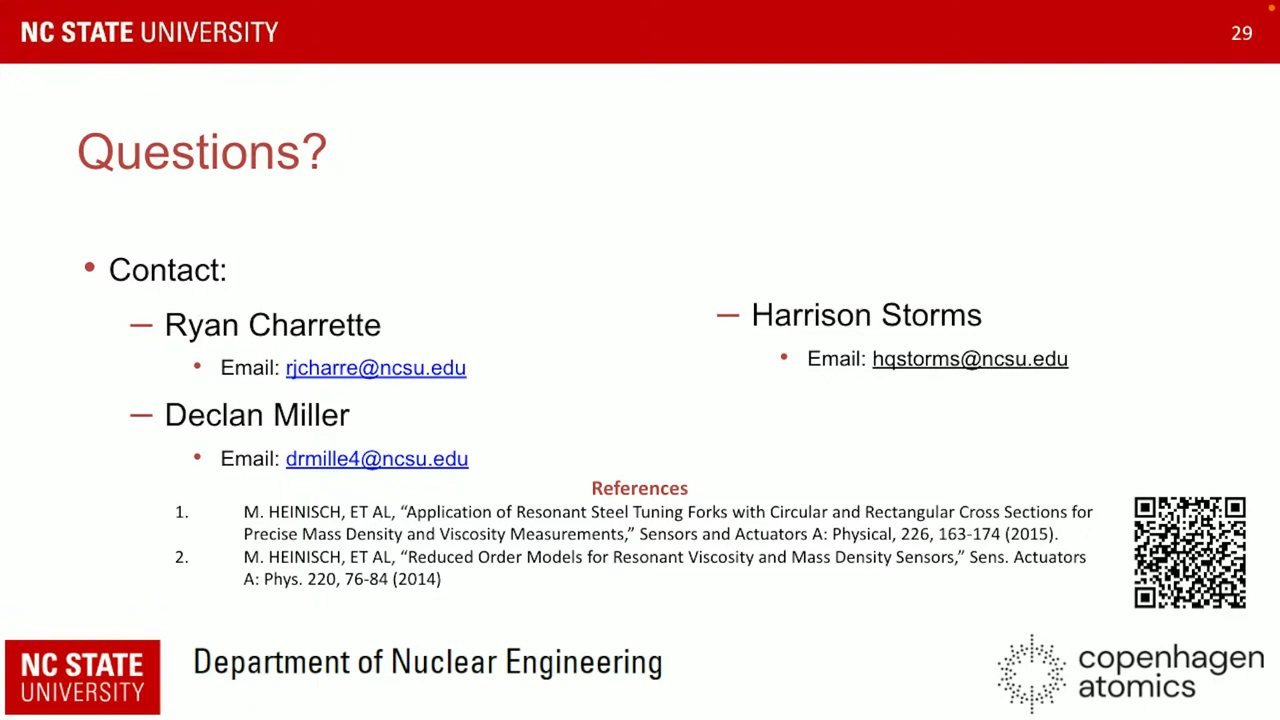 NC STATE UNIVERSITY
29
Questions?
• Contact:
– Ryan Charrette
• Email: rjcharre@ncsu.edu
– Declan Miller
• Email: drmille4@ncsu.edu
– Harrison Storms
• Email: hqstorms@ncsu.edu
References
1. M. HEINISCH, ET AL, “Application of Resonant Steel Tuning Forks with Circular and Rectangular Cross Sections for
Precise Mass Density and Viscosity Measurements,” Sensors and Actuators A: Physical, 226, 163-174 (2015).
2. M. HEINISCH, ET AL, “Reduced Order Models for Resonant Viscosity and Mass Density Sensors,” Sens. Actuators
A: Phys. 220, 76-84 (2014)
NC STATE
UNIVERSITY
Department of Nuclear Engineering
copenhagen
atomics